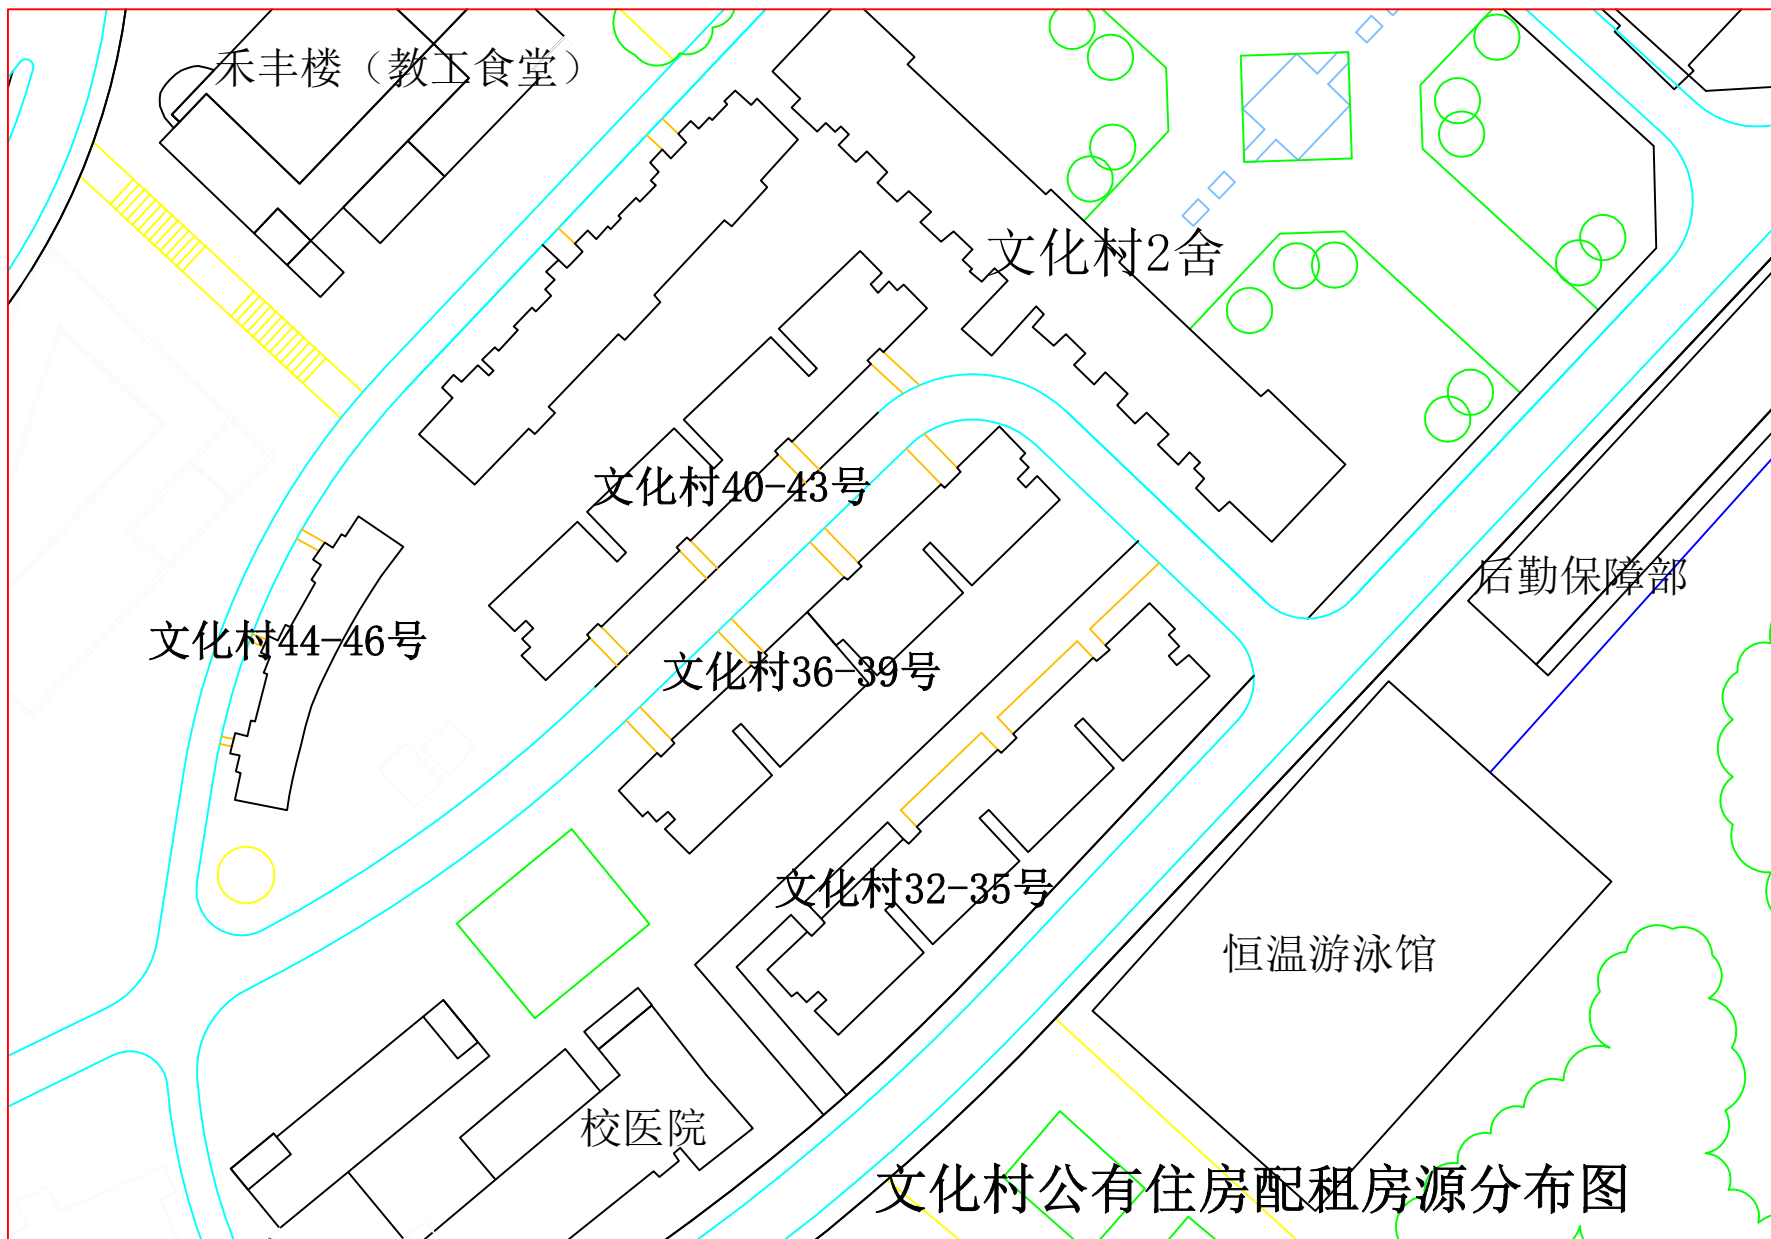 禾丰楼（教工食堂）
文化村2舍
文化村40-43号
后勤保障部
文化村44-46号
文化村36-39号
文化村32-35号
恒温游泳馆
校医院
文化村公有住房配租房源分布图